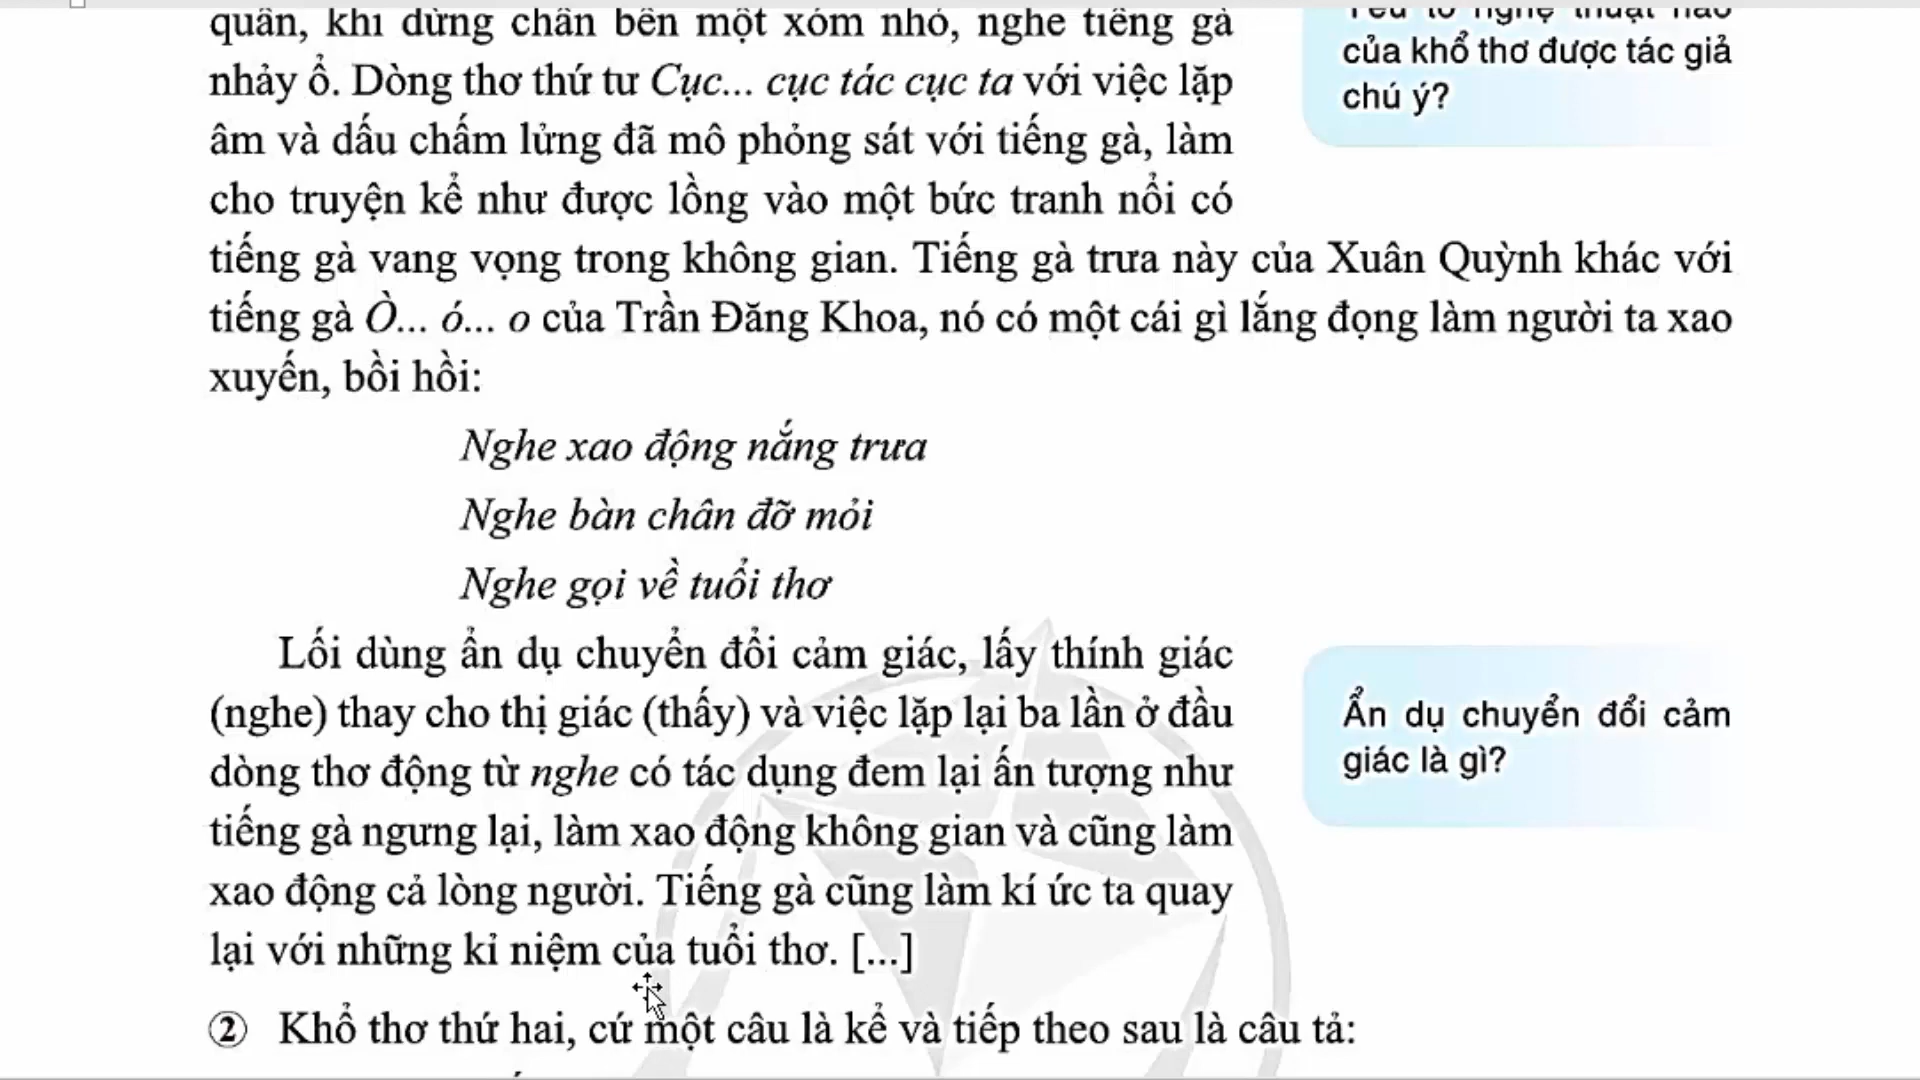 quân, khi dừng chân bên một xóm nhỏ, nghe tiếng gà
nhảy ổ. Dòng thơ thứ tư Cục... cục tác cục ta với việc lặp
âm và dấu chấm lửng đã mô phỏng sát với tiếng gà, làm
cho truyện kể như được lồng vào một bức tranh nổi có
tiếng gà vang vọng trong không gian. Tiếng gà trưa này của Xuân Quỳnh khác với
tiếng gà Ò... ó... o của Trần Đăng Khoa, nó có một cái gì lắng đọng làm người ta xao
xuyến, bồi hồi:
Yếu tố nghệ thuật nào
của khổ thơ được tác giả
chú ý?
Nghe xao động nắng trưa
Nghe bàn chân đỡ mỏi
Nghe gọi về tuổi thơ
Lối dùng ẩn dụ chuyển đổi cảm giác, lấy thính giác
(nghe) thay cho thị giác (thấy) và việc lặp lại ba lần ở đầu
dòng thơ động từ nghe có tác dụng đem lại ấn tượng như
tiếng gà ngưng lại, làm xao động không gian và cũng làm
xao động cả lòng người. Tiếng gà cũng làm kí ức ta quay
lại với những kỉ niệm của tuổi thơ. [...]
Ẩn dụ chuyển đổi cảm
giác là gì?
② Khổ thơ thứ hai, cứ một câu là kể và tiếp theo sau là câu tả: